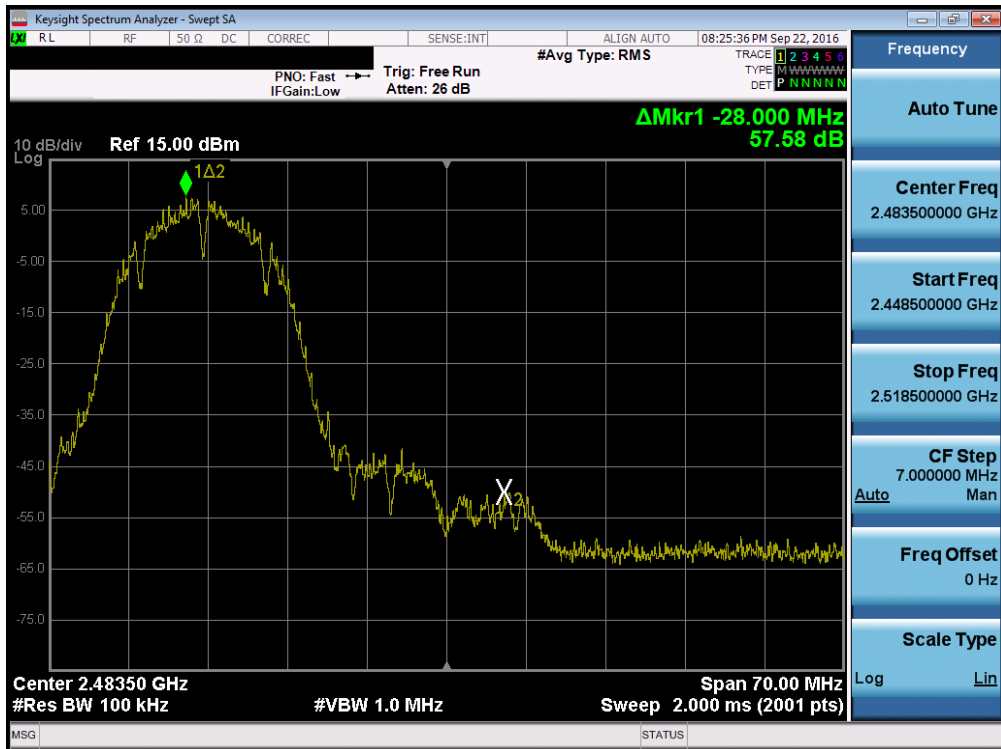 Keysight Spectrum Analyzer - Swept SA
LXI RL RF 50 Ω DC CORREC SENSE:INT ALIGN AUTO 08:25:36 PM Sep 22, 2016
Frequency
PNO: Fast Trig: Free Run #Avg Type: RMS TRACE 1 2 3 4 5 6
IFGain:Low Atten: 26 dB TYPE M WWWWW
DET P N N N N N
ΔMkr1 -28.000 MHz
57.58 dB
10 dB/div Ref 15.00 dBm
Log
1Δ2
5.00
-5.00
-15.0
-25.0
-35.0
-45.0
X2
-55.0
-65.0
-75.0
Center 2.48350 GHz Span 70.00 MHz
#Res BW 100 kHz #VBW 1.0 MHz Sweep 2.000 ms (2001 pts)
MSG STATUS
Auto Tune
Center Freq
2.483500000 GHz
Start Freq
2.448500000 GHz
Stop Freq
2.518500000 GHz
CF Step
7.000000 MHz
Auto Man
Freq Offset
0 Hz
Scale Type
Log Lin